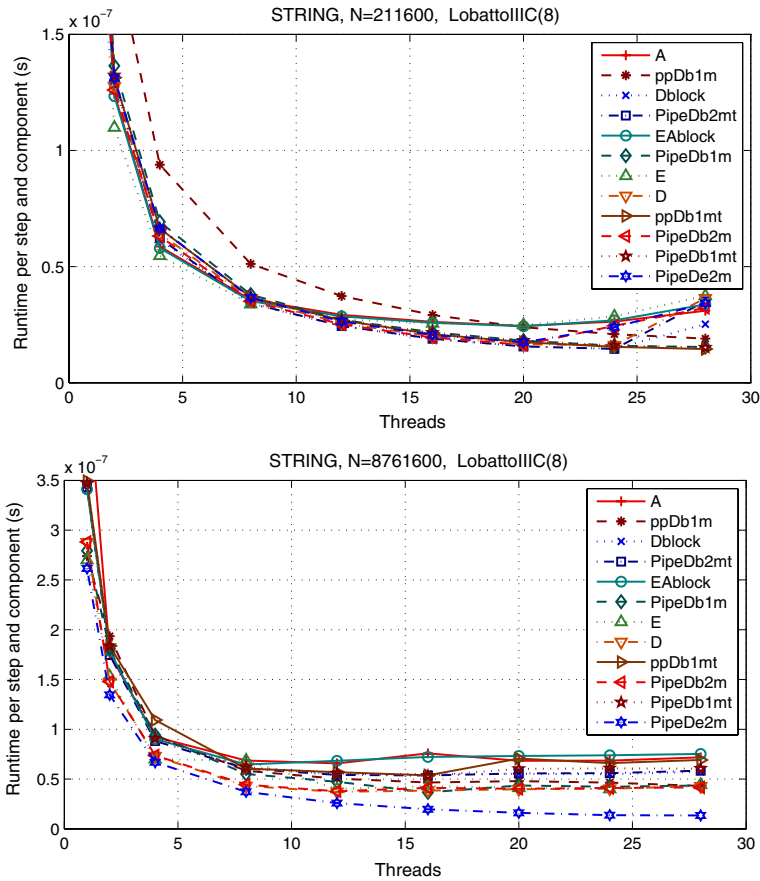 STRING, N=211600, LobattoIIIC(8)
x 10⁻⁷
1.5
1
0.5
0
Runtime per step and component (s)
A
ppDb1m
Dblock
PipeDb2mt
EAblock
PipeDb1m
E
D
ppDb1mt
PipeDb2m
PipeDb1mt
PipeDe2m
0 5 10 15 20 25 30
Threads
STRING, N=8761600, LobattoIIIC(8)
x 10⁻⁷
3.5
3
2.5
2
1.5
1
0.5
0
Runtime per step and component (s)
A
ppDb1m
Dblock
PipeDb2mt
EAblock
PipeDb1m
E
D
ppDb1mt
PipeDb2m
PipeDb1mt
PipeDe2m
0 5 10 15 20 25 30
Threads